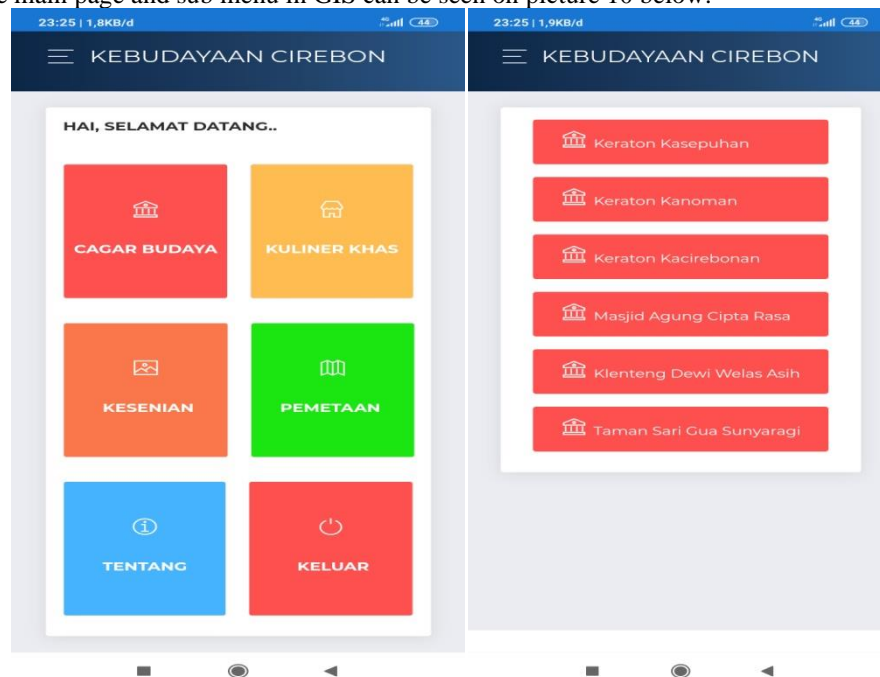 main page and sub menu in GIS can be seen on picture 10 below.
23:25 | 1,8KB/d
44
KEBUDAYAAN CIREBON
HAI, SELAMAT DATANG..
CAGAR BUDAYA
KULINER KHAS
KESENIAN
PEMETAAN
TENTANG
KELUAR
23:25 | 1,9KB/d
44
KEBUDAYAAN CIREBON
Keraton Kasepuhan
Keraton Kanoman
Keraton Kacirebonan
Masjid Agung Cipta Rasa
Klenteng Dewi Welas Asih
Taman Sari Gua Sunyaragi